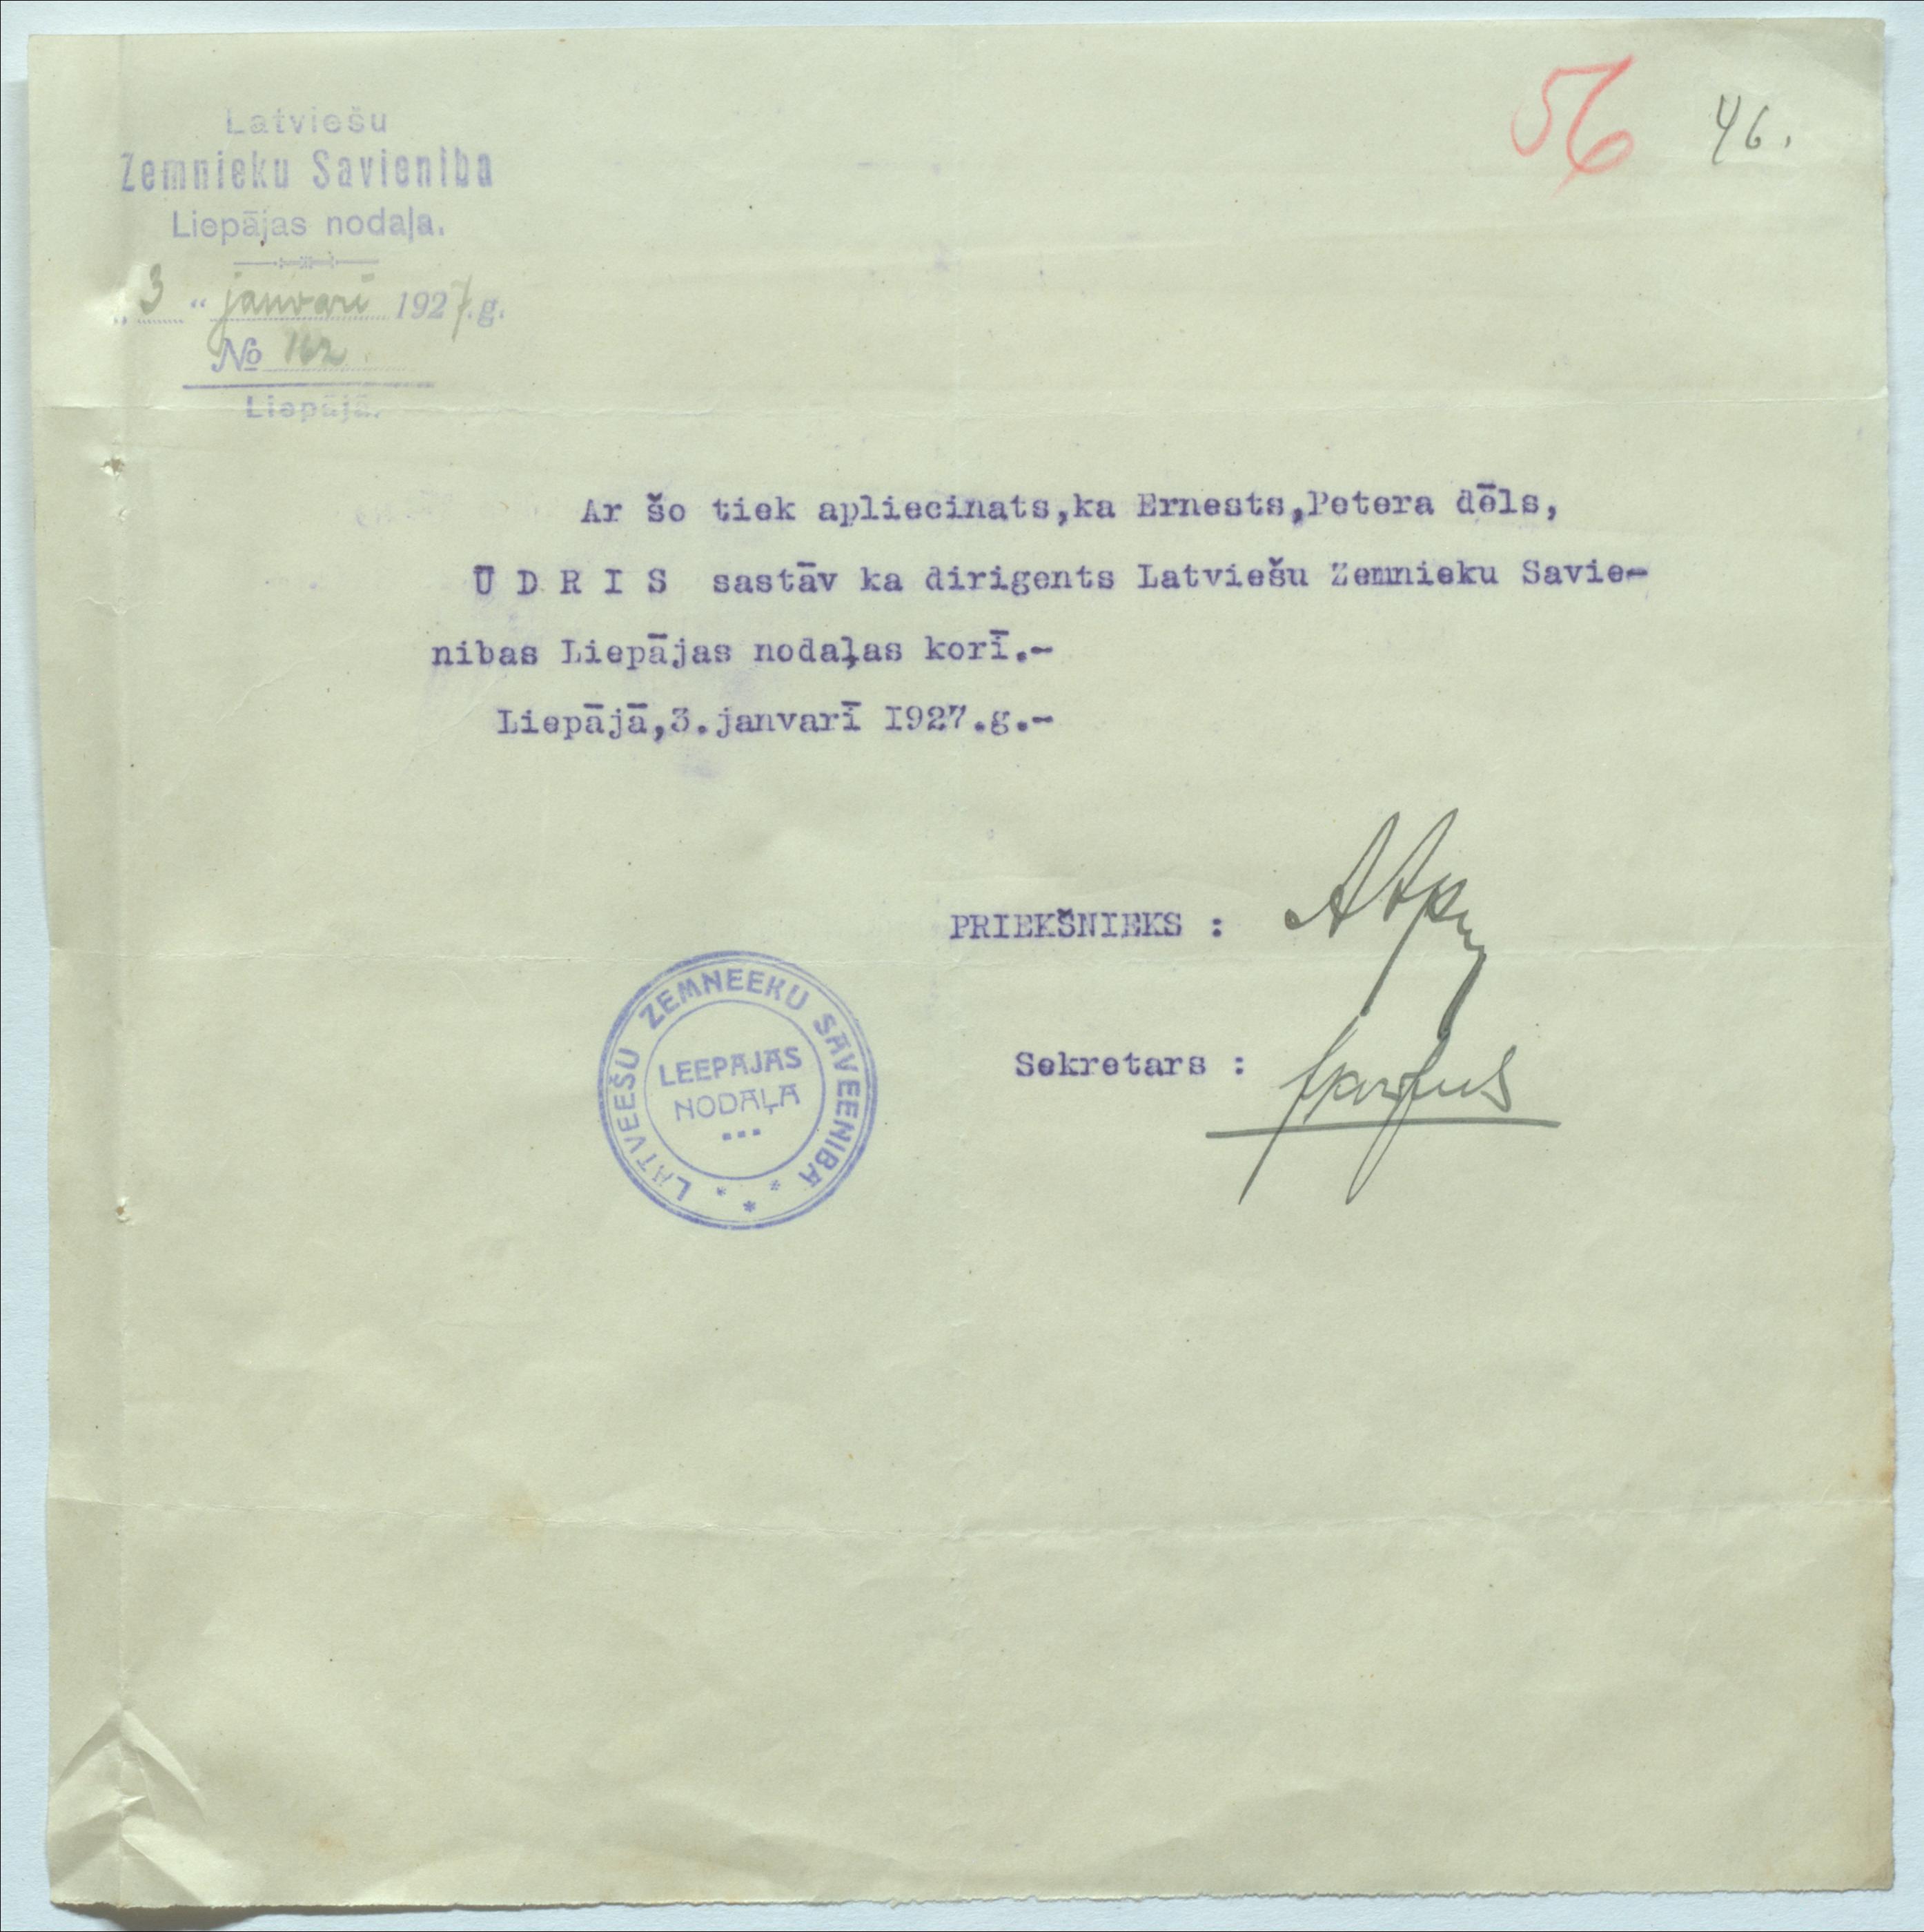 56 46.
Latviešu
Zemnieku Savieniba
Liepājas nodaļa.
„3“ janvarī 1927.g.
No 162
Liepājā.
Ar šo tiek apliecinats,ka Ernests,Petera dēls,
Ū D R I S sastāv ka dirigents Latviešu Zemnieku Savie-
nibas Liepājas nodaļas korī.-
Liepājā,3.janvarī I927.g.-
PRIEKŠNIEKS :
Sekretars :
LATVEEŠU ZEMNEEKU SAVEENIBA
LEEPAJAS
NODAĻA